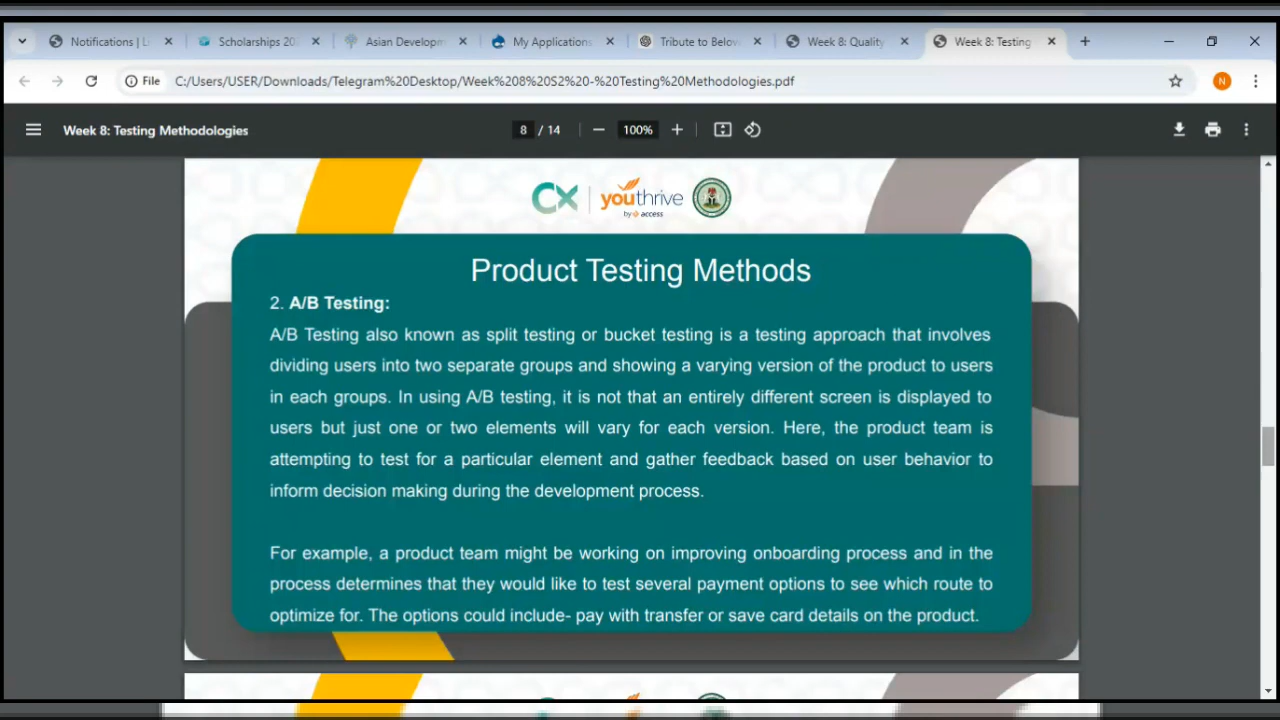 Notifications | L
Scholarships 202
Asian Developm
My Applications
Tribute to Belov
Week 8: Quality
Week 8: Testing
File
C:/Users/USER/Downloads/Telegram%20Desktop/Week%208%20S2%20-%20Testing%20Methodologies.pdf
N
Week 8: Testing Methodologies
8 / 14
100%
CX
youthrive
by access
Product Testing Methods
2. A/B Testing:
A/B Testing also known as split testing or bucket testing is a testing approach that involves
dividing users into two separate groups and showing a varying version of the product to users
in each groups. In using A/B testing, it is not that an entirely different screen is displayed to
users but just one or two elements will vary for each version. Here, the product team is
attempting to test for a particular element and gather feedback based on user behavior to
inform decision making during the development process.
For example, a product team might be working on improving onboarding process and in the
process determines that they would like to test several payment options to see which route to
optimize for. The options could include- pay with transfer or save card details on the product.